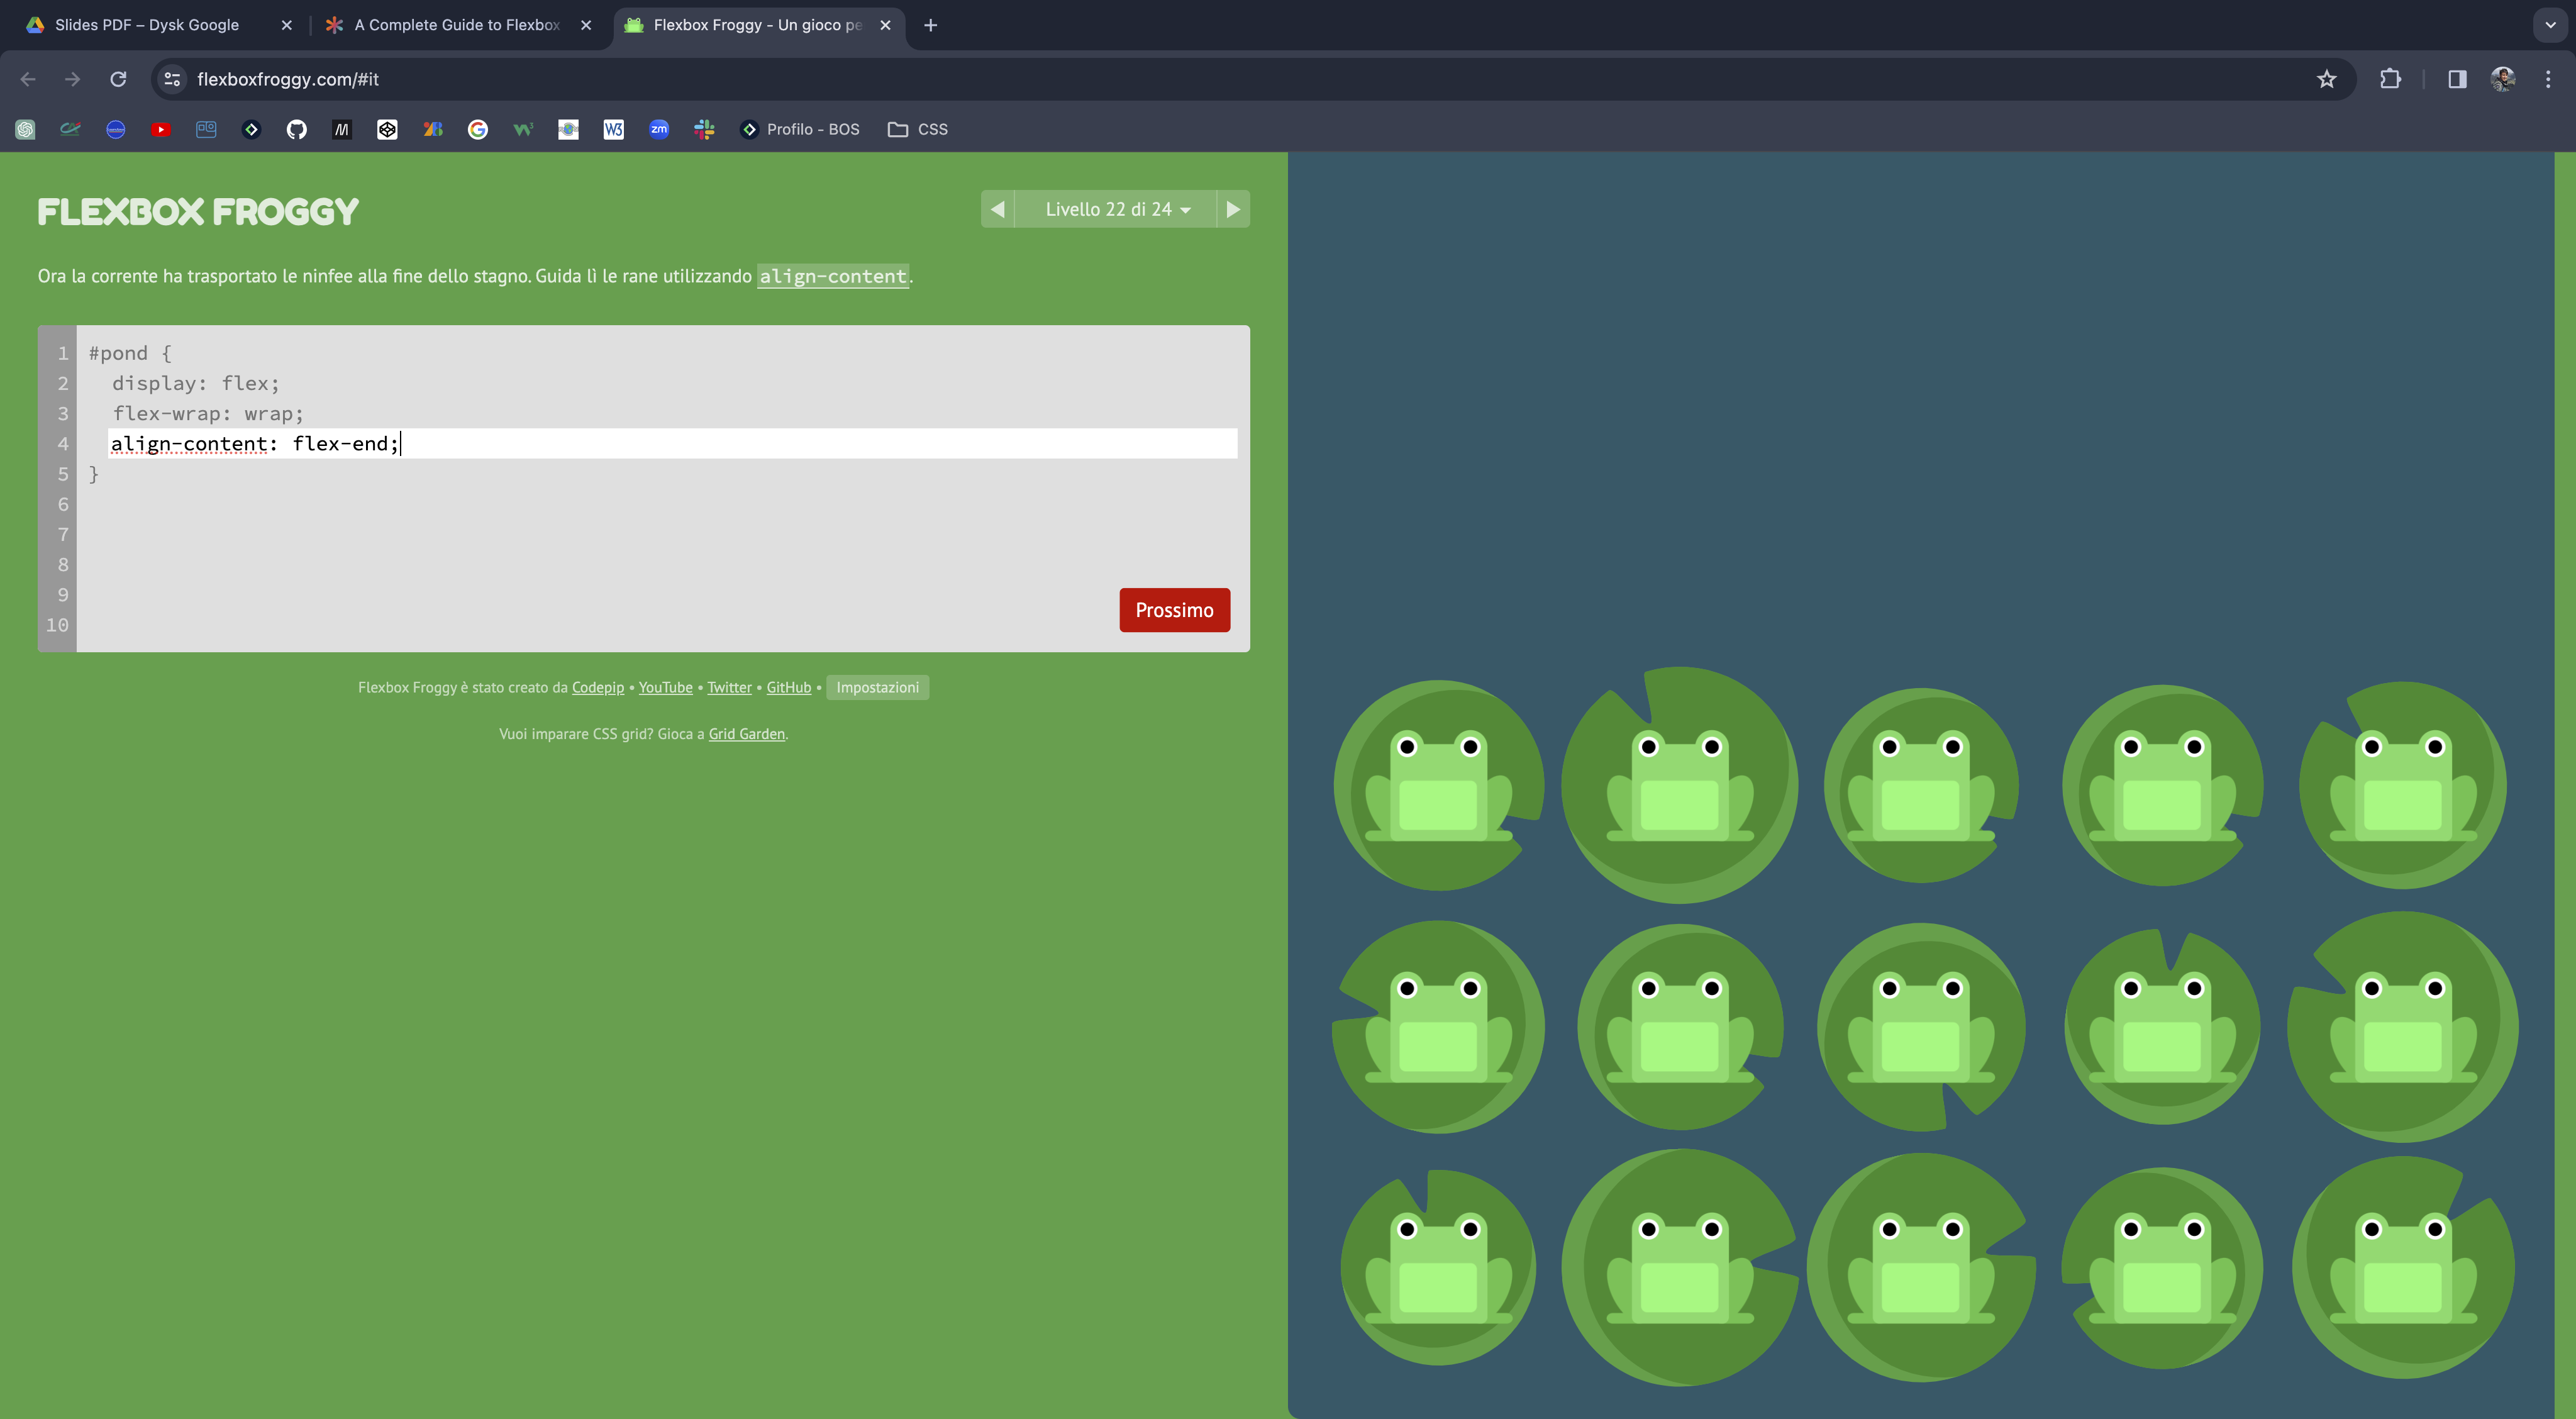 Slides PDF – Dysk Google
A Complete Guide to Flexbox
Flexbox Froggy - Un gioco pe
flexboxfroggy.com/#it
Profilo - BOS
CSS
FLEXBOX FROGGY
Livello 22 di 24
Ora la corrente ha trasportato le ninfee alla fine dello stagno. Guida lì le rane utilizzando align-content.
1 #pond {
2 display: flex;
3 flex-wrap: wrap;
4 align-content: flex-end;
5 }
6
7
8
9
10
Prossimo
Flexbox Froggy è stato creato da Codepip • YouTube • Twitter • GitHub • Impostazioni
Vuoi imparare CSS grid? Gioca a Grid Garden.